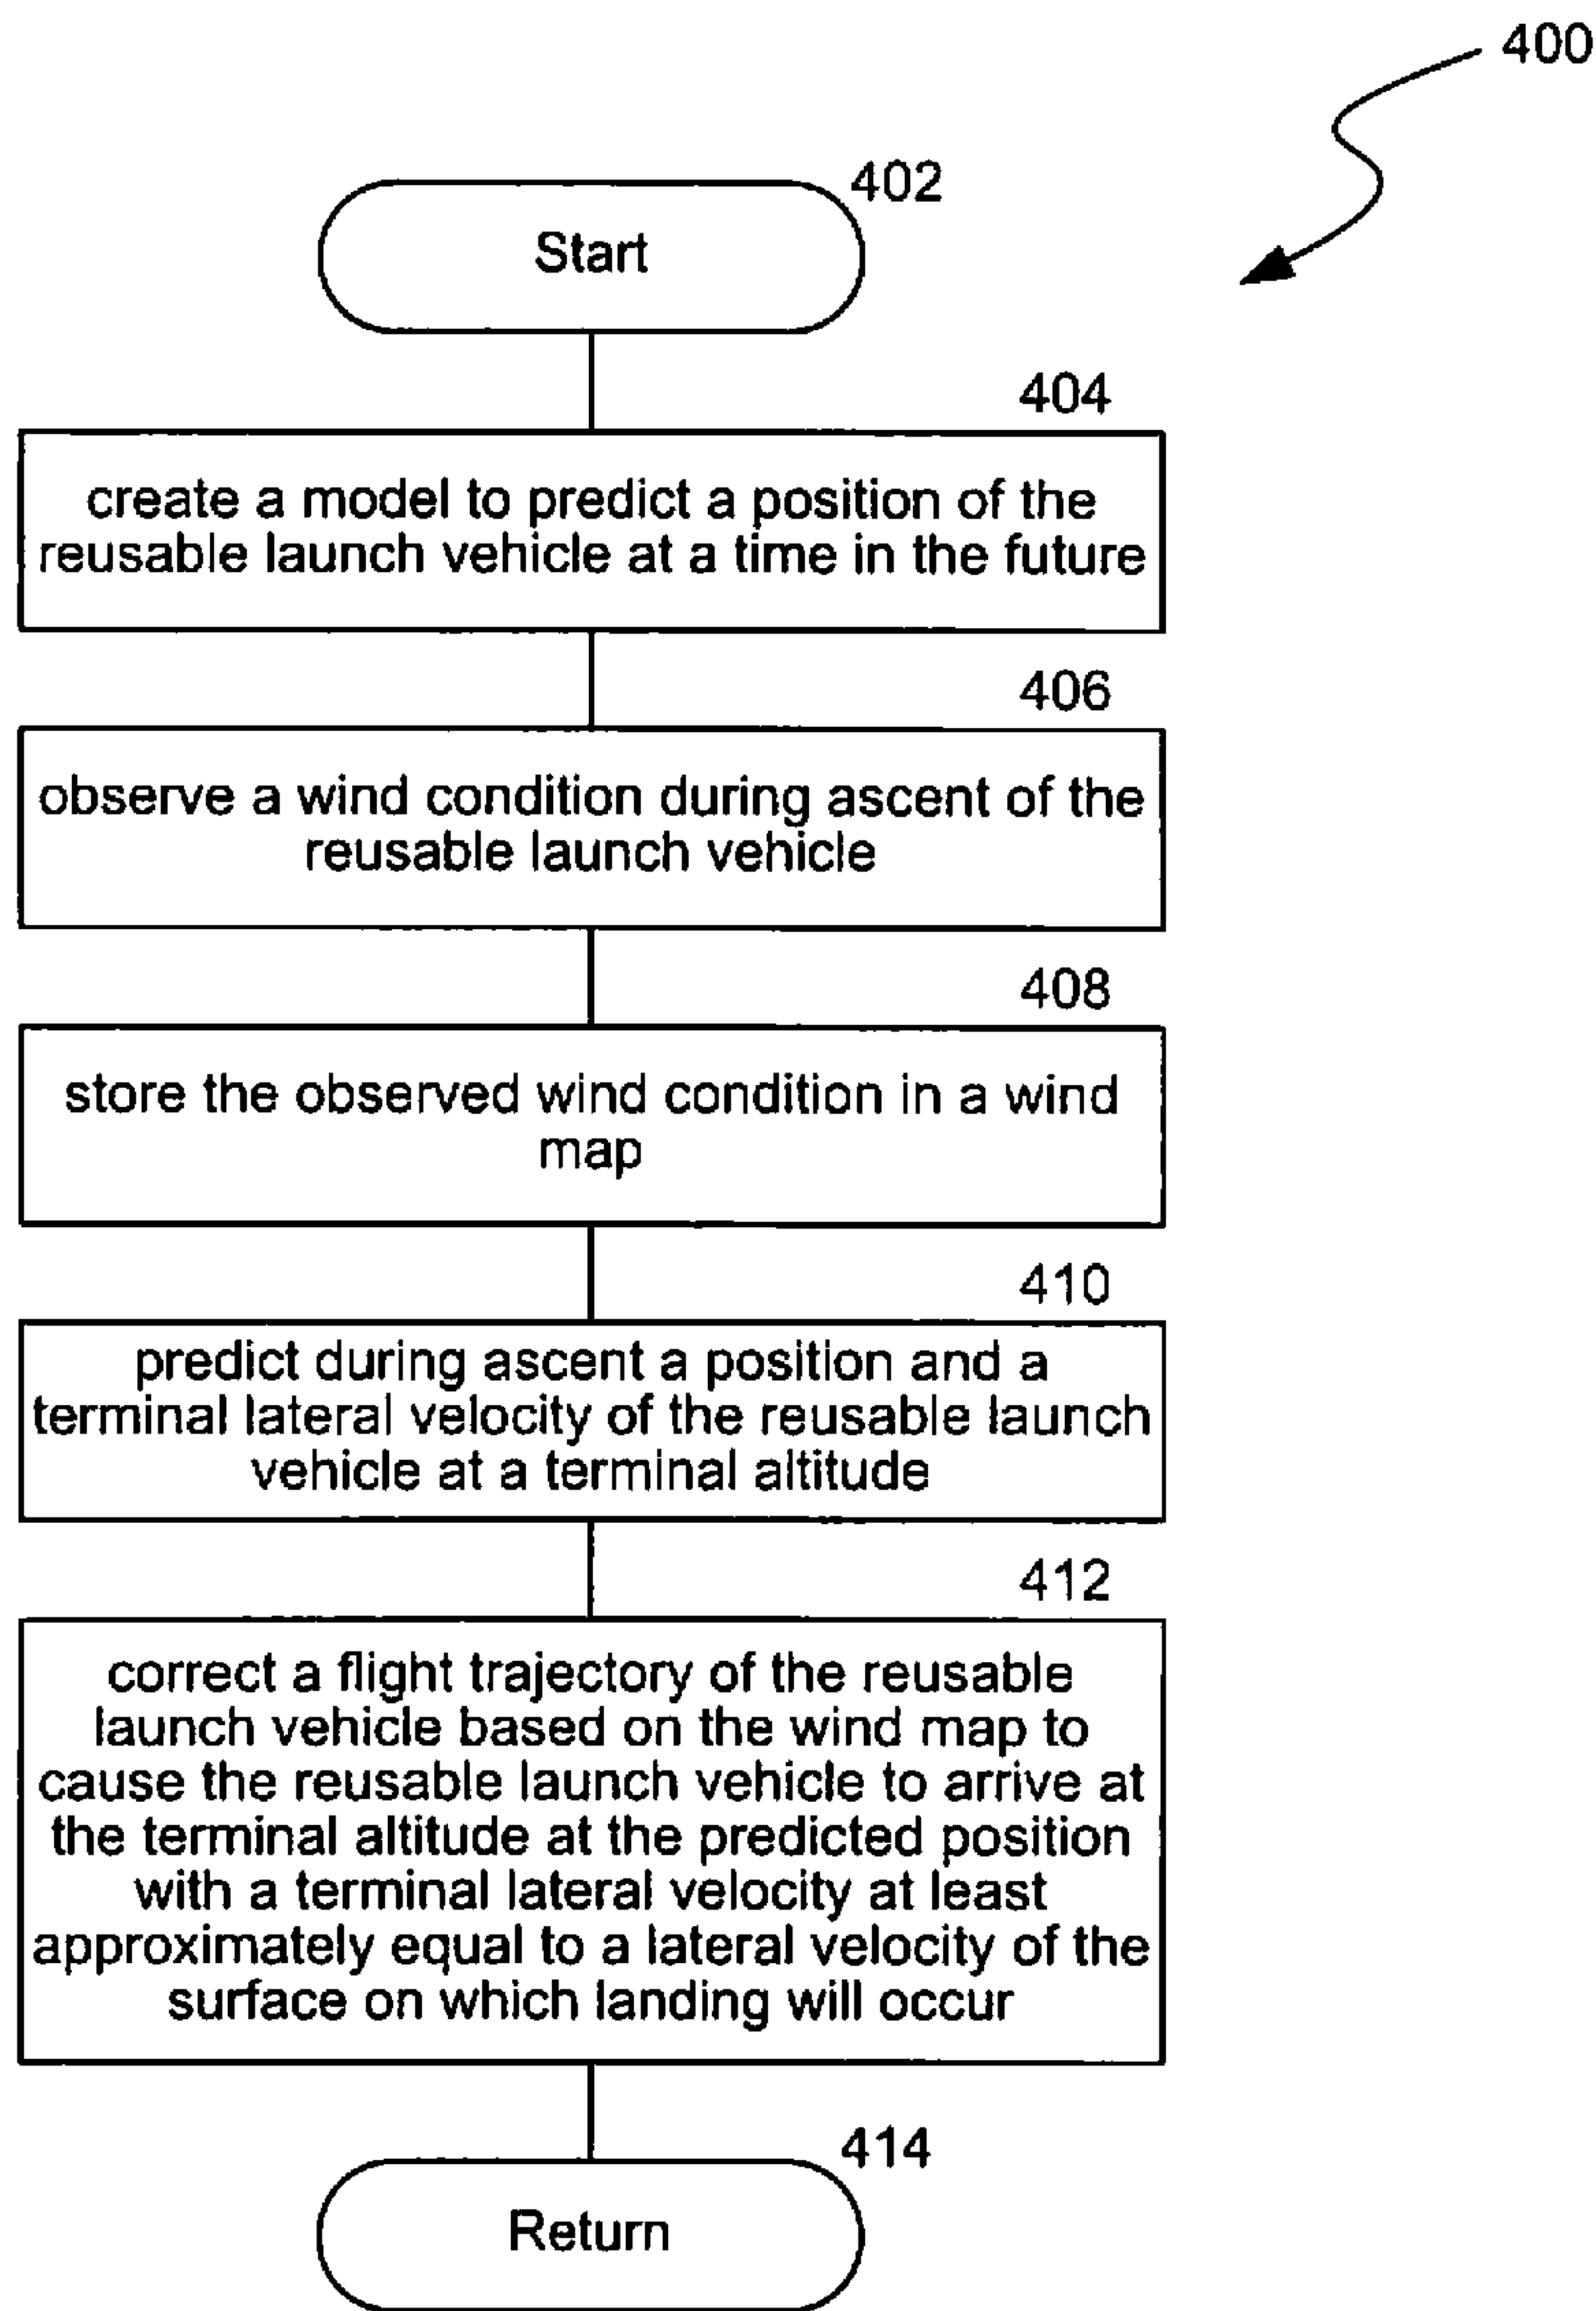 400
402
Start
404
create a model to predict a position of the
reusable launch vehicle at a time in the future
406
observe a wind condition during ascent of the
reusable launch vehicle
408
store the observed wind condition in a wind
map
410
predict during ascent a position and a
terminal lateral velocity of the reusable launch
vehicle at a terminal altitude
412
correct a flight trajectory of the reusable
launch vehicle based on the wind map to
cause the reusable launch vehicle to arrive at
the terminal altitude at the predicted position
with a terminal lateral velocity at least
approximately equal to a lateral velocity of the
surface on which landing will occur
414
Return